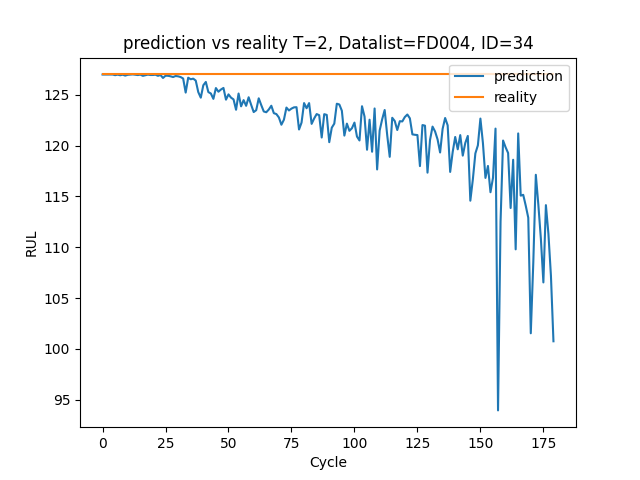 prediction vs reality T=2, Datalist=FD004, ID=34
prediction
reality
125
120
115
110
105
100
95
RUL
0 25 50 75 100 125 150 175
Cycle